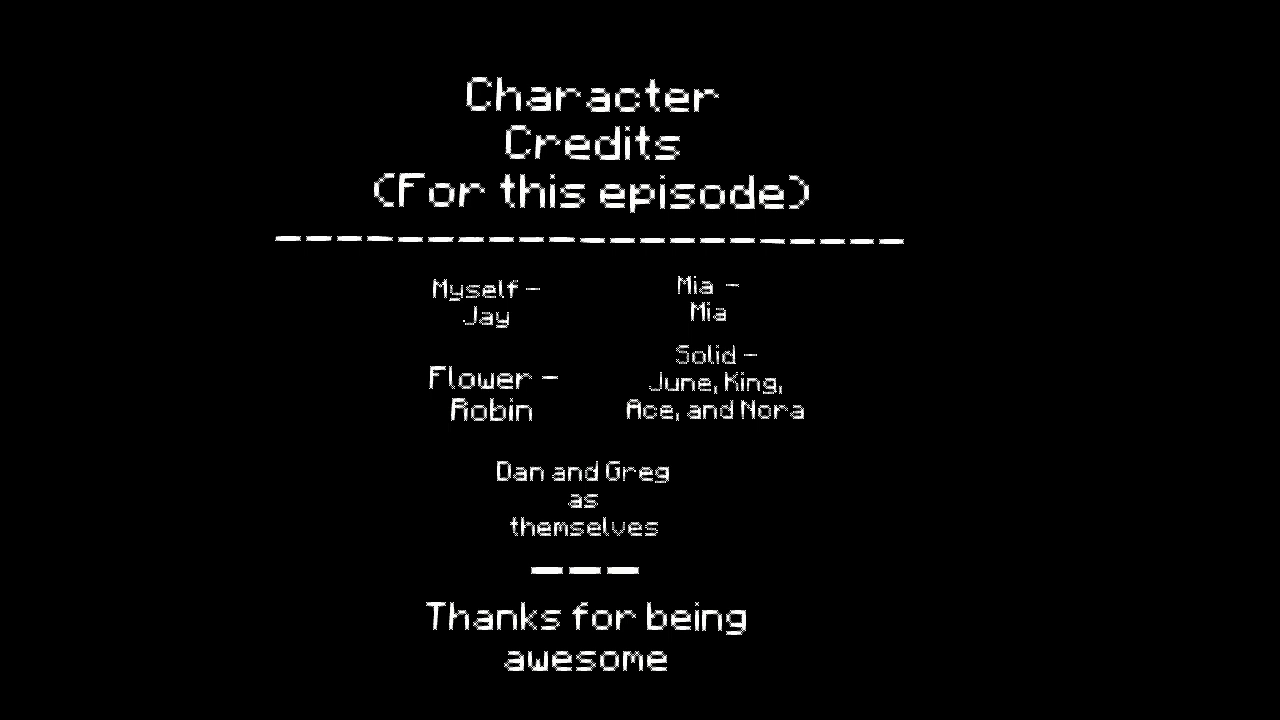 Character
Credits
(For this episode)
_ _ _ _ _ _ _ _ _ _ _ _ _ _ _ _ _ _ _ _ _
Myself -
Jay
Mia -
Mia
Flower -
Robin
Solid -
June, King,
Ace, and Nora
Dan and Greg
as
themselves
_ _ _
Thanks for being
awesome